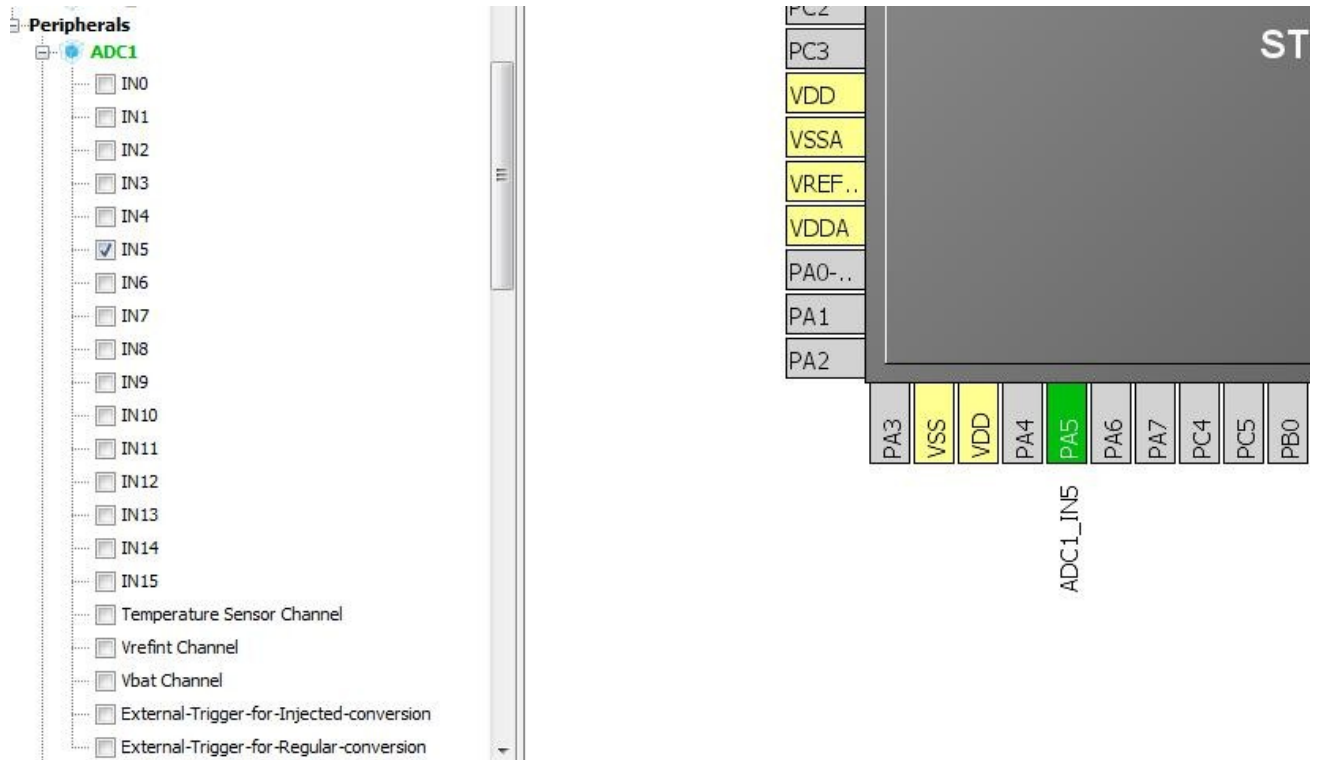 Peripherals
ADC1
IN0
IN1
IN2
IN3
IN4
IN5
IN6
IN7
IN8
IN9
IN10
IN11
IN12
IN13
IN14
IN15
Temperature Sensor Channel
Vrefint Channel
Vbat Channel
External-Trigger-for-Injected-conversion
External-Trigger-for-Regular-conversion
PC2
PC3
VDD
VSSA
VREF..
VDDA
PA0-..
PA1
PA2
ST
PA3
VSS
VDD
PA4
PA5
PA6
PA7
PC4
PC5
PB0
ADC1_IN5